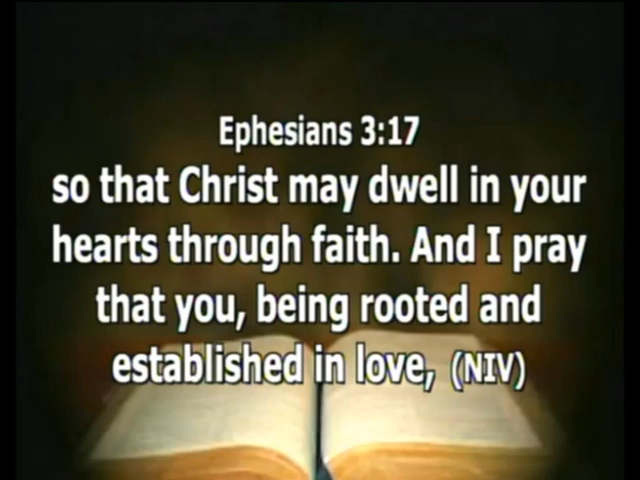 Ephesians 3:17
so that Christ may dwell in your
hearts through faith. And I pray
that you, being rooted and
established in love, (NIV)